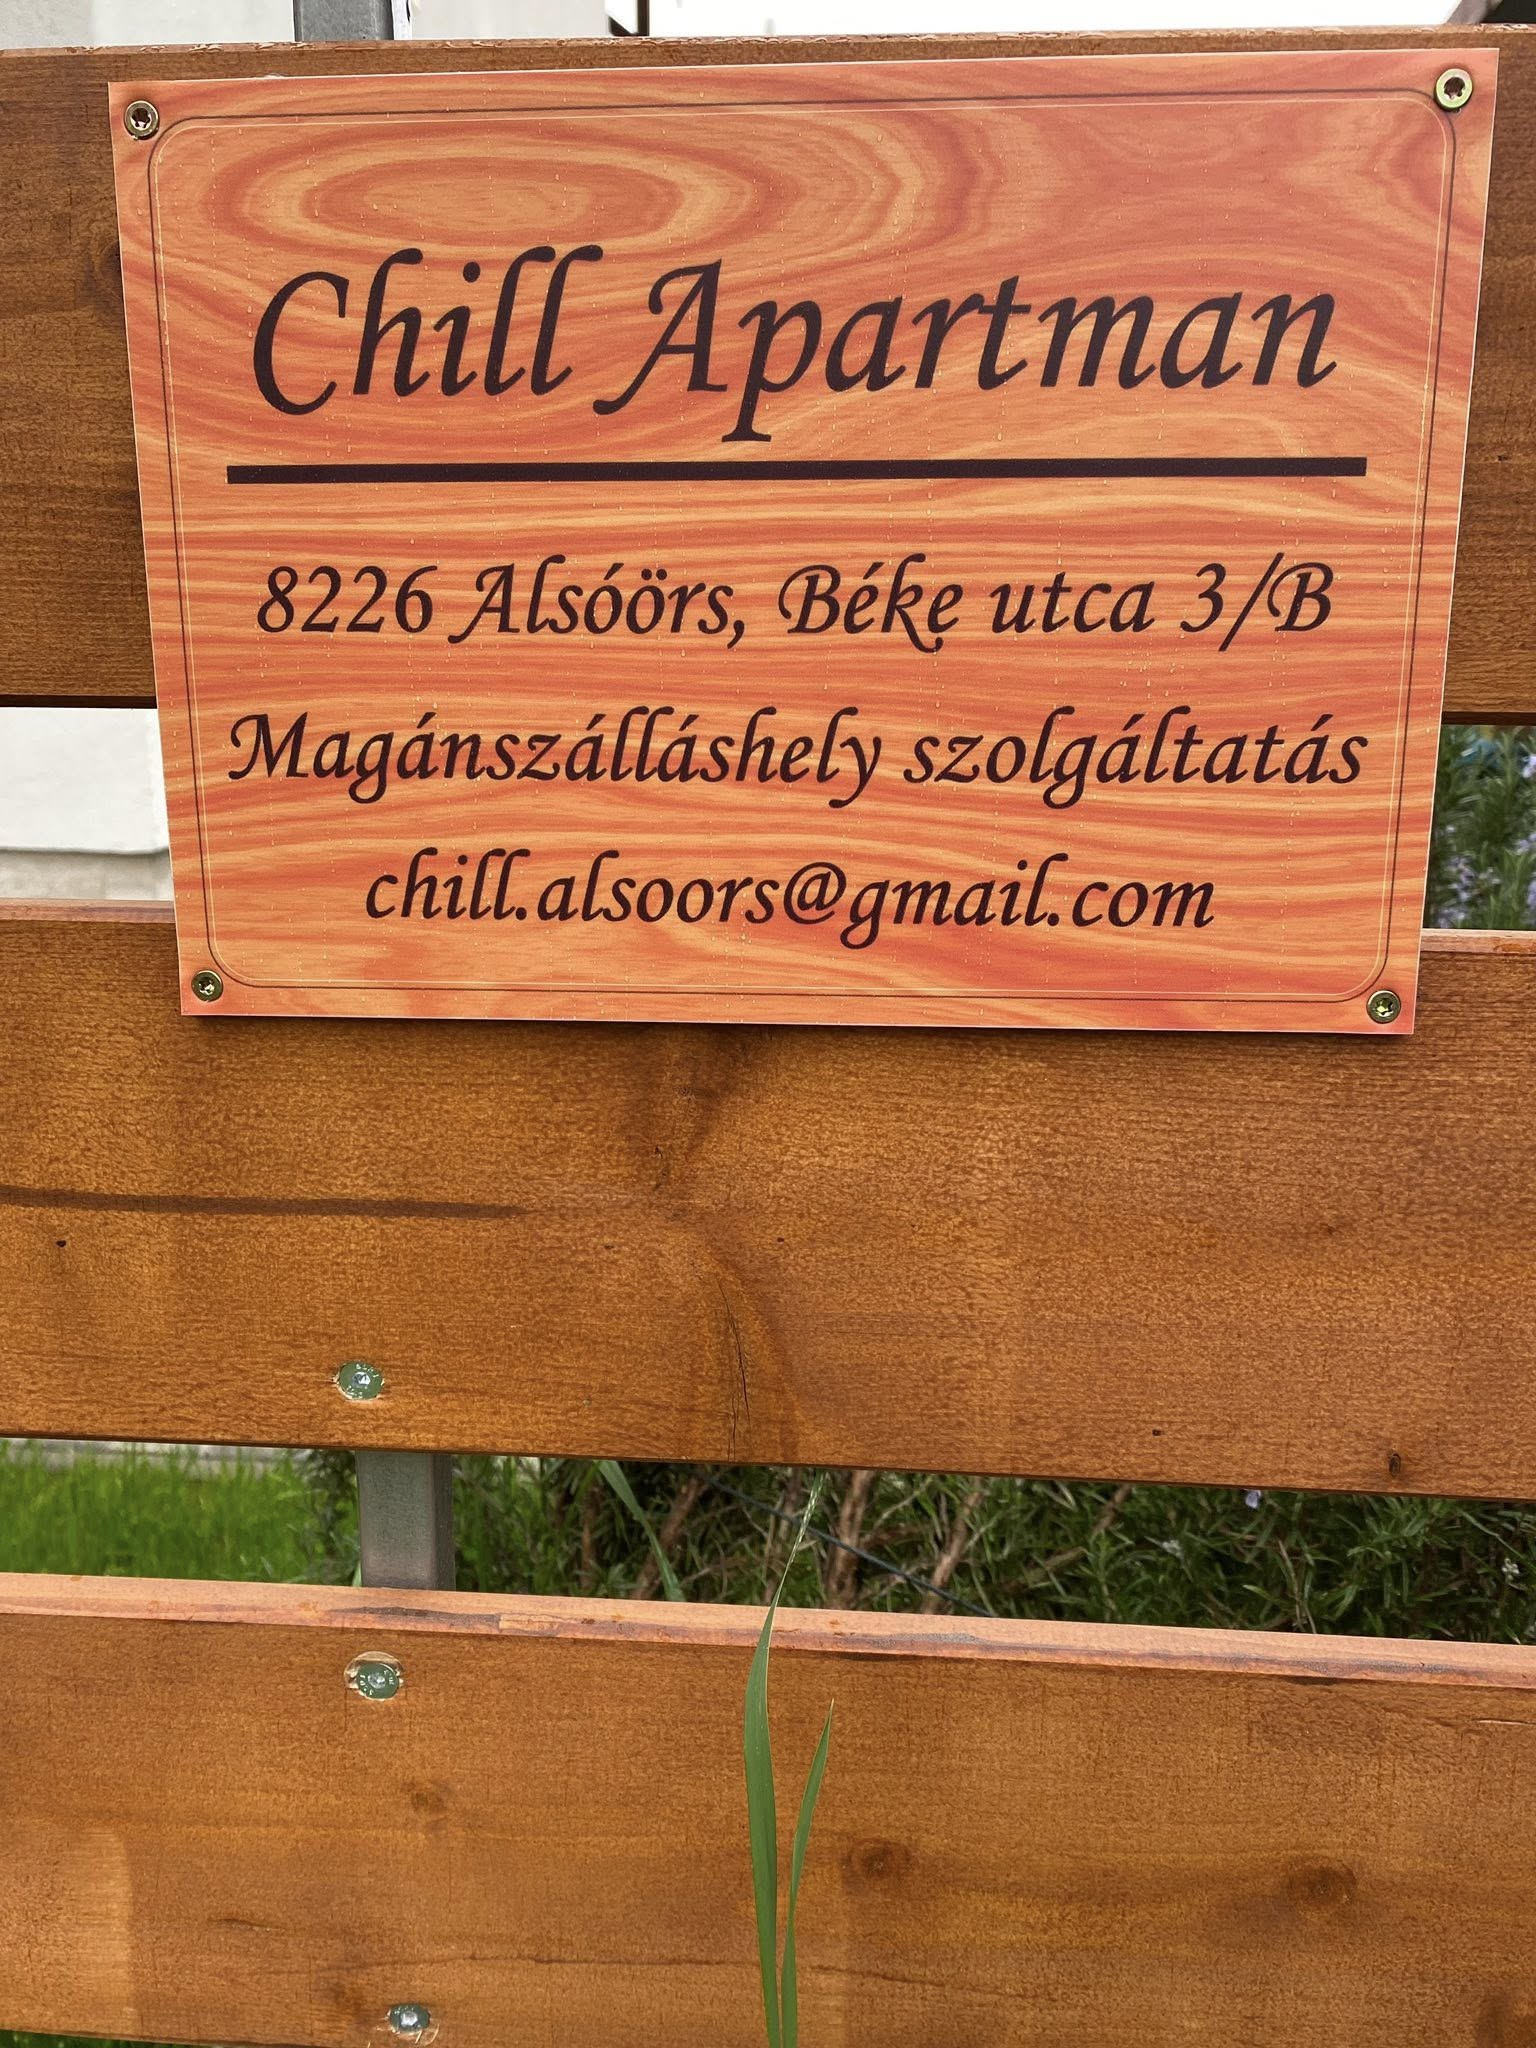 Chill Apartman
8226 Alsóörs, Béke utca 3/B
Magánszálláshely szolgáltatás
chill.alsoors@gmail.com